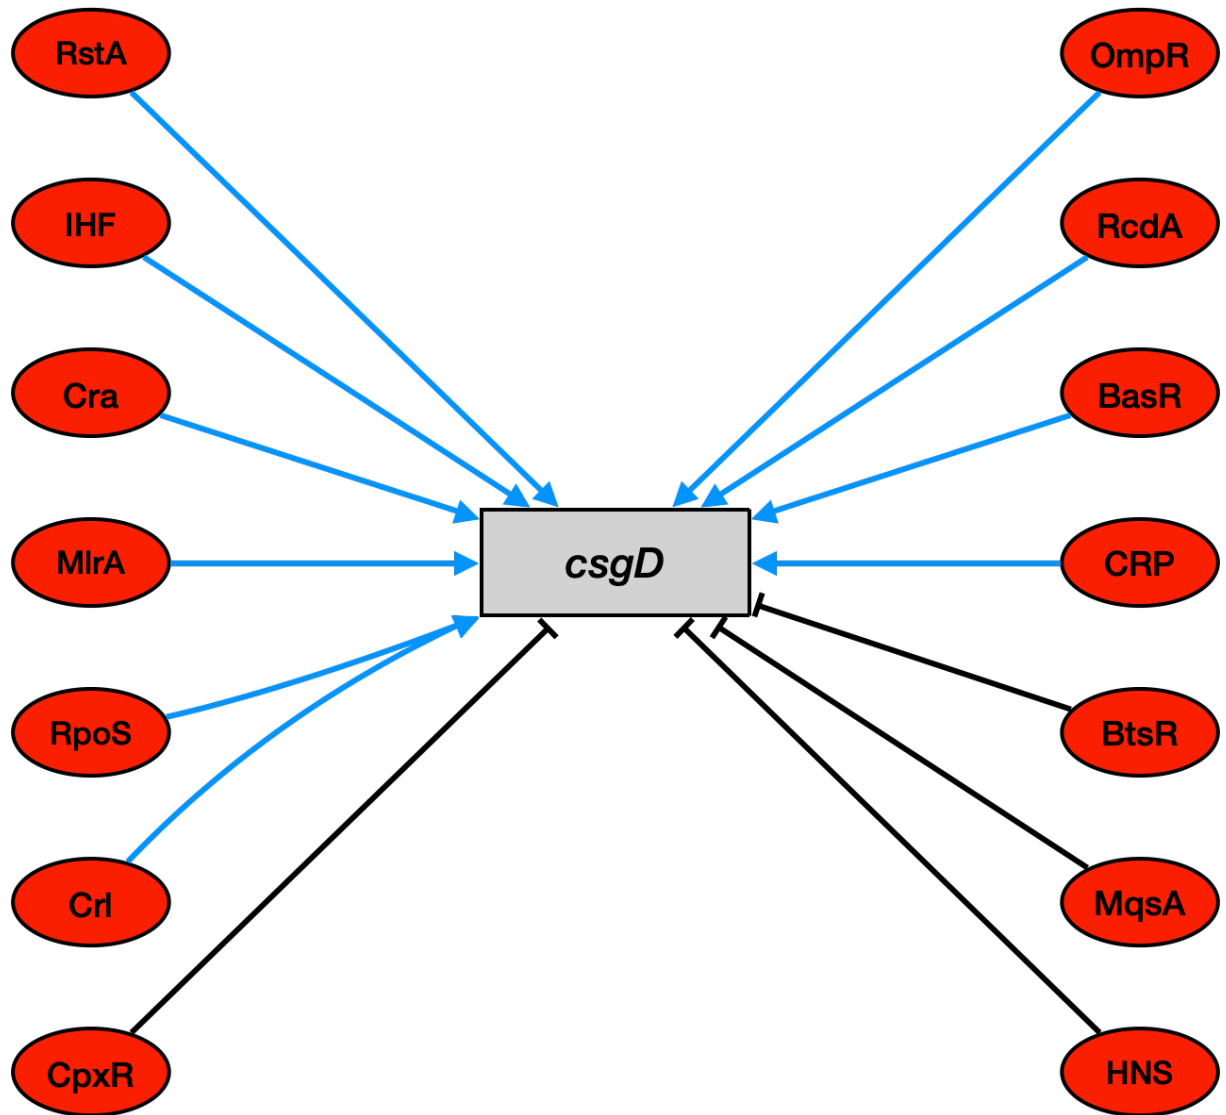 RstA
OmpR
IHF
RcdA
Cra
BasR
MlrA
csgD
CRP
RpoS
BtsR
Crl
MqsA
CpxR
HNS